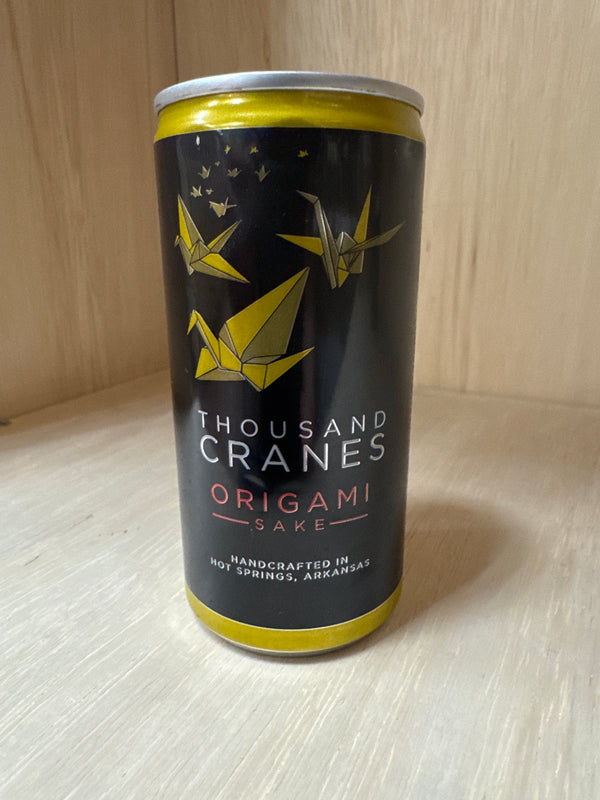 THOUSAND
CRANES
ORIGAMI
SAKE
HANDCRAFTED IN
HOT SPRINGS, ARKANSAS